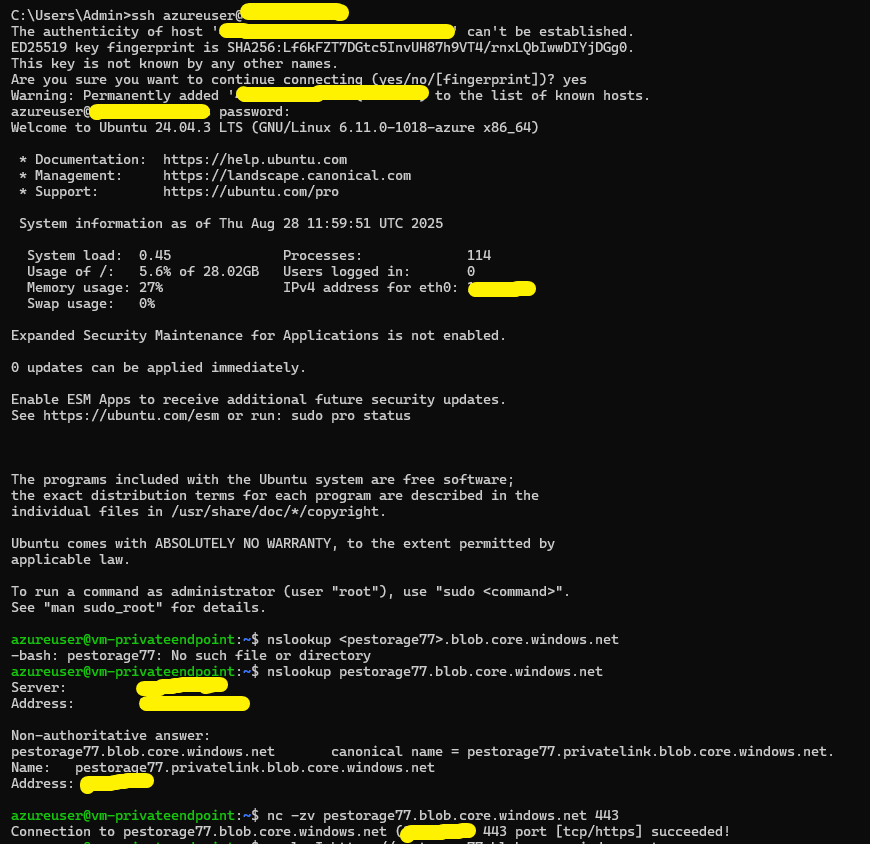 C:\Users\Admin>ssh azureuser@
The authenticity of host '' can't be established.
ED25519 key fingerprint is SHA256:Lf6kFZT7DGtc5InvUH87h9VT4/rnxLQbIwwDIYjDGg0.
This key is not known by any other names.
Are you sure you want to continue connecting (yes/no/[fingerprint])? yes
Warning: Permanently added ' to the list of known hosts.
azureuser@ password:
Welcome to Ubuntu 24.04.3 LTS (GNU/Linux 6.11.0-1018-azure x86_64)
* Documentation: https://help.ubuntu.com
* Management: https://landscape.canonical.com
* Support: https://ubuntu.com/pro
System information as of Thu Aug 28 11:59:51 UTC 2025
System load: 0.45 Processes: 114
Usage of /: 5.6% of 28.02GB Users logged in: 0
Memory usage: 27% IPv4 address for eth0:
Swap usage: 0%
Expanded Security Maintenance for Applications is not enabled.
0 updates can be applied immediately.
Enable ESM Apps to receive additional future security updates.
See https://ubuntu.com/esm or run: sudo pro status
The programs included with the Ubuntu system are free software;
the exact distribution terms for each program are described in the
individual files in /usr/share/doc/*/copyright.
Ubuntu comes with ABSOLUTELY NO WARRANTY, to the extent permitted by
applicable law.
To run a command as administrator (user "root"), use "sudo <command>".
See "man sudo_root" for details.
azureuser@vm-privateendpoint:~$ nslookup <pestorage77>.blob.core.windows.net
-bash: pestorage77: No such file or directory
azureuser@vm-privateendpoint:~$ nslookup pestorage77.blob.core.windows.net
Server:
Address:
Non-authoritative answer:
pestorage77.blob.core.windows.net canonical name = pestorage77.privatelink.blob.core.windows.net.
Name: pestorage77.privatelink.blob.core.windows.net
Address:
azureuser@vm-privateendpoint:~$ nc -zv pestorage77.blob.core.windows.net 443
Connection to pestorage77.blob.core.windows.net ( 443 port [tcp/https] succeeded!